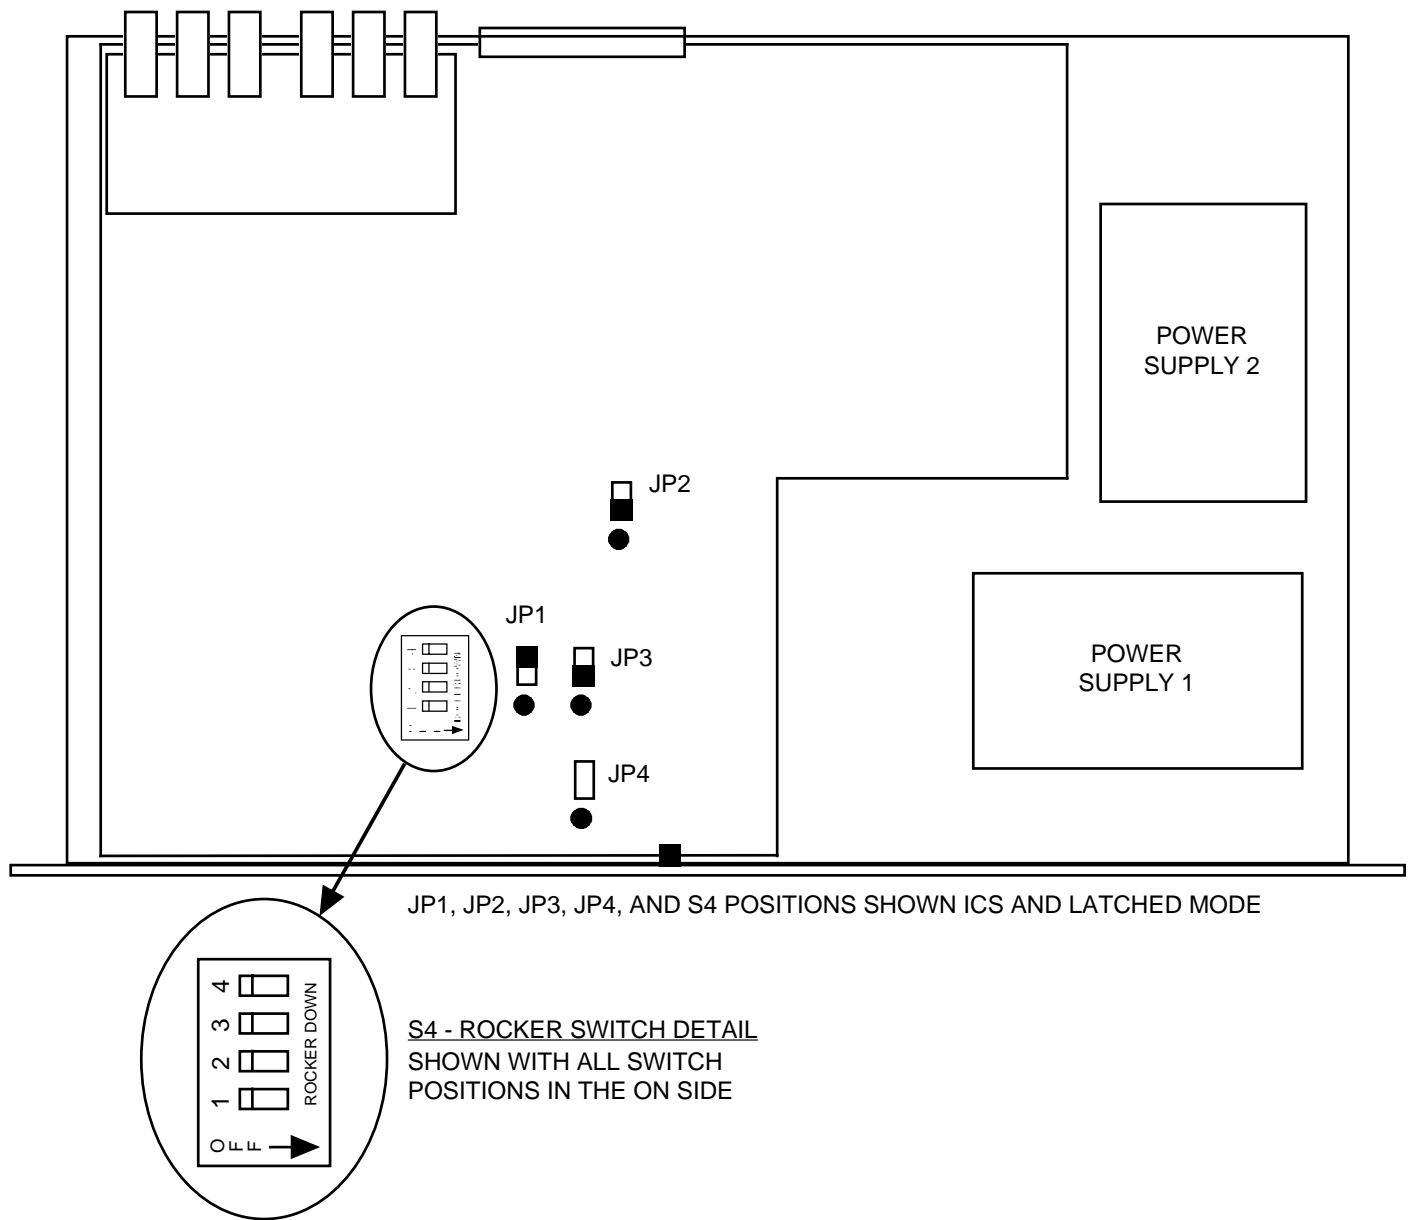 POWER
SUPPLY 2
JP2
JP1
JP3
POWER
SUPPLY 1
JP4
JP1, JP2, JP3, JP4, AND S4 POSITIONS SHOWN ICS AND LATCHED MODE
4
3
2
1
ROCKER DOWN
OFF
S4 - ROCKER SWITCH DETAIL
SHOWN WITH ALL SWITCH
POSITIONS IN THE ON SIDE